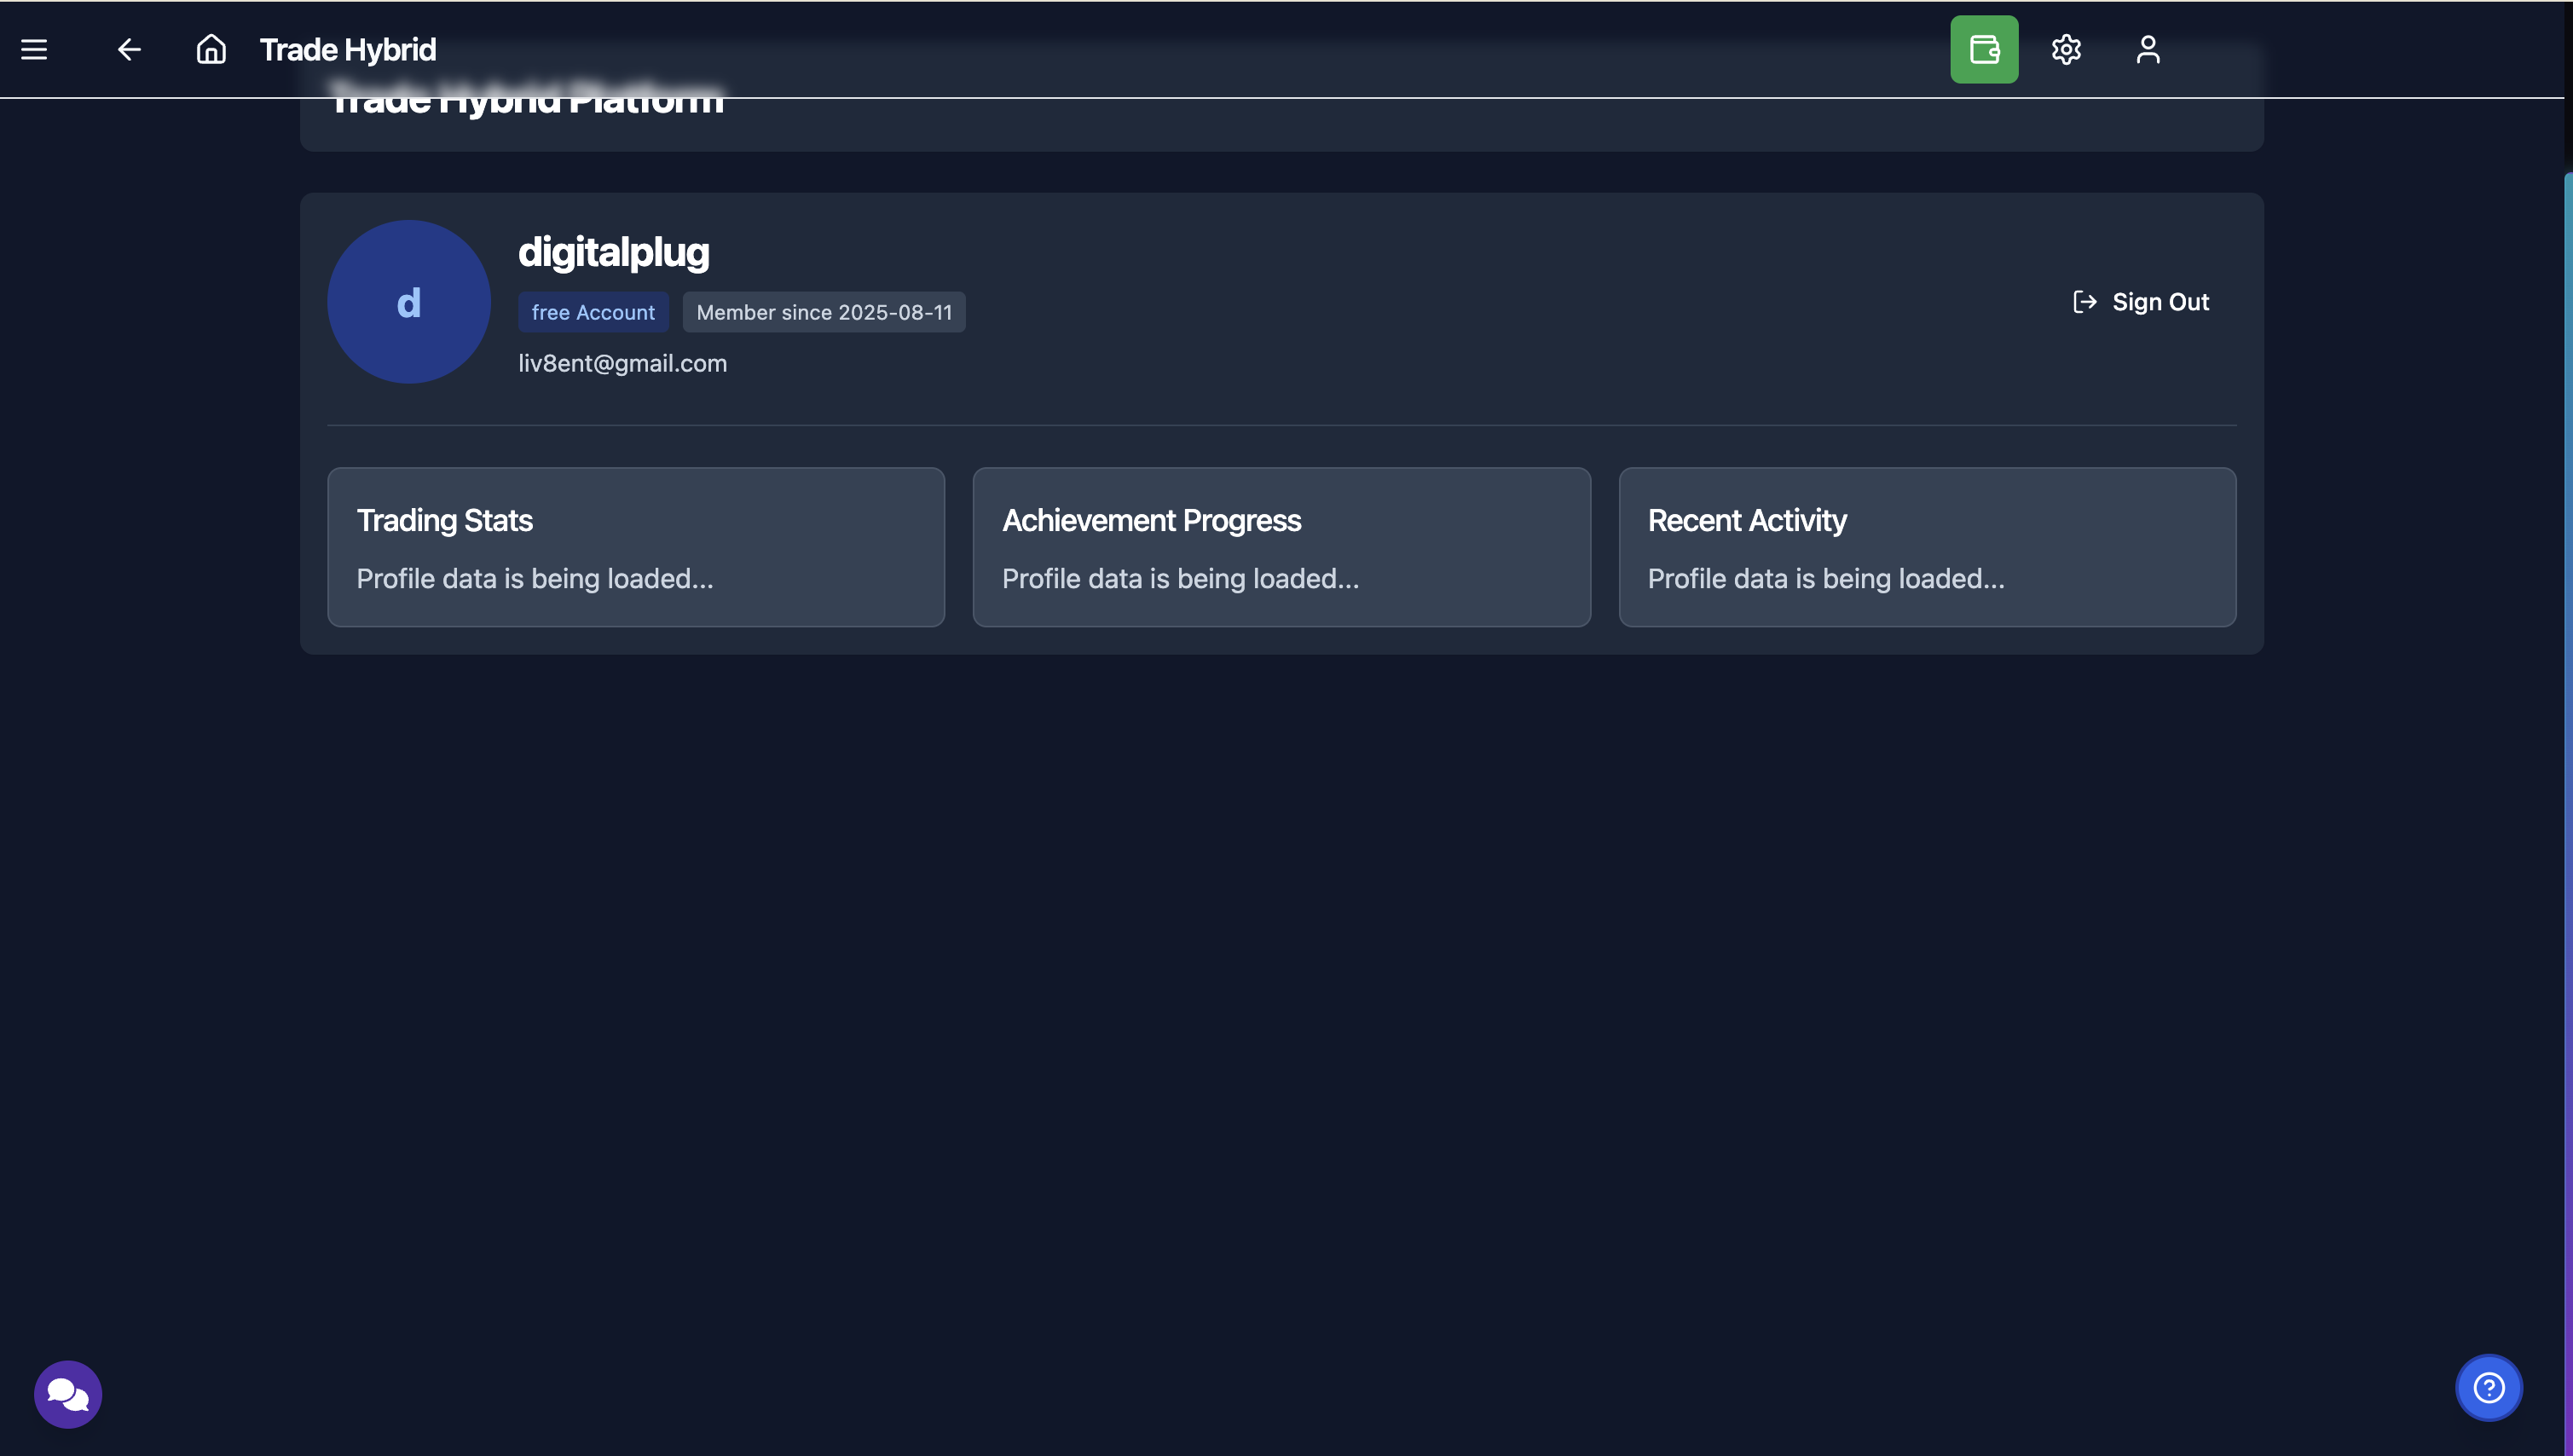 Trade Hybrid
Trade Hybrid Platform
d
digitalplug
free Account
Member since 2025-08-11
liv8ent@gmail.com
Sign Out
Trading Stats
Profile data is being loaded...
Achievement Progress
Profile data is being loaded...
Recent Activity
Profile data is being loaded...